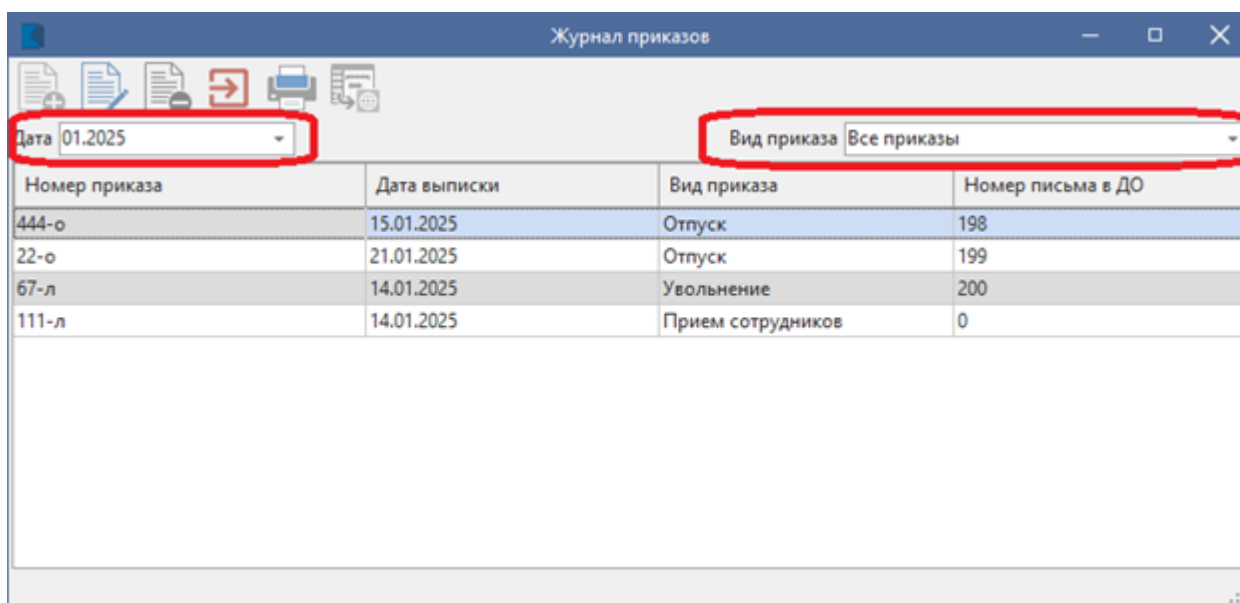 Журнал приказов
Дата 01.2025 Вид приказа Все приказы
Номер приказа Дата выписки Вид приказа Номер письма в ДО
444-о 15.01.2025 Отпуск 198
22-о 21.01.2025 Отпуск 199
67-л 14.01.2025 Увольнение 200
111-л 14.01.2025 Прием сотрудников 0